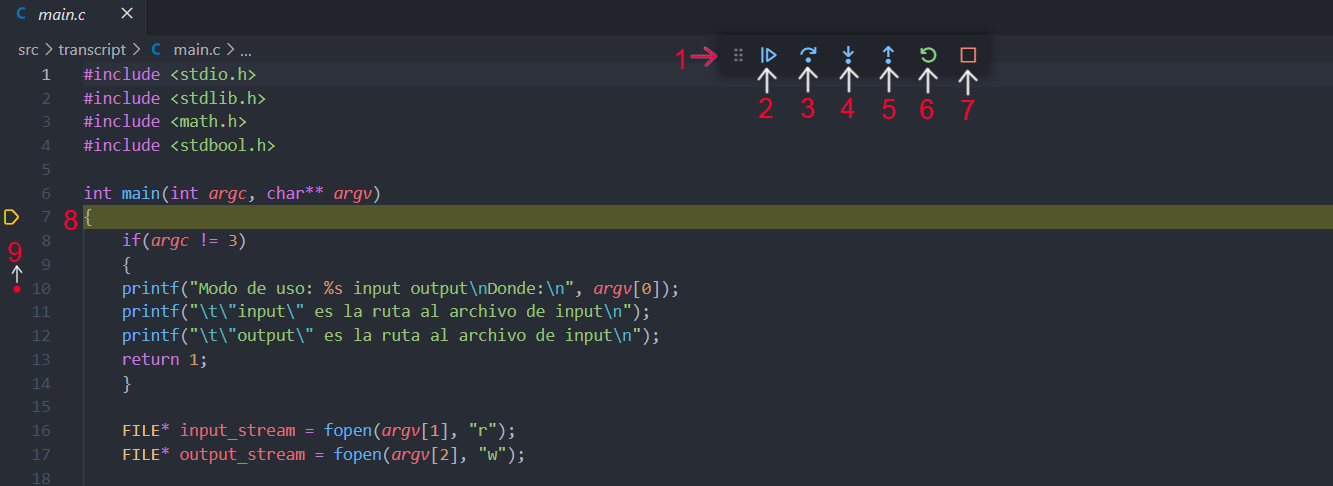 C main.c ×
src > transcript > C main.c > ...
1
2 3 4 5 6 7
1 #include <stdio.h>
2 #include <stdlib.h>
3 #include <math.h>
4 #include <stdbool.h>
5
6 int main(int argc, char** argv)
8
7 {
8 if(argc != 3)
9
9 {
10 printf("Modo de uso: %s input output\nDonde:\n", argv[0]);
11 printf("\t\"input\" es la ruta al archivo de input\n");
12 printf("\t\"output\" es la ruta al archivo de input\n");
13 return 1;
14 }
15
16 FILE* input_stream = fopen(argv[1], "r");
17 FILE* output_stream = fopen(argv[2], "w");
18